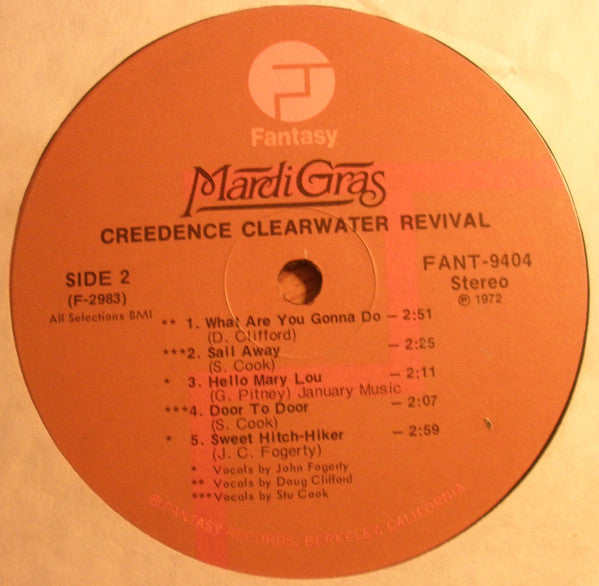 Fantasy
Mardi Gras
CREEDENCE CLEARWATER REVIVAL
SIDE 2
(F-2983)
All Selections BMI
FANT-9404
Stereo
℗ 1972
** 1. What Are You Gonna Do – 2:51
(D. Clifford)
***2. Sail Away – 2:25
(S. Cook)
* 3. Hello Mary Lou – 2:11
(G. Pitney) January Music
***4. Door To Door – 2:07
(S. Cook)
* 5. Sweet Hitch-Hiker – 2:59
(J. C. Fogerty)
* Vocals by John Fogerty
** Vocals by Doug Clifford
***Vocals by Stu Cook
℗ FANTASY RECORDS, BERKELEY, CALIFORNIA